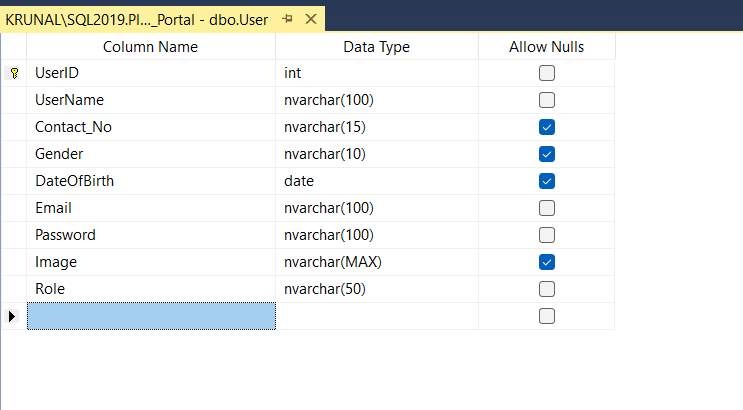 KRUNAL\SQL2019.Pl..._Portal - dbo.User
Column Name Data Type Allow Nulls
UserID int
UserName nvarchar(100)
Contact_No nvarchar(15)
Gender nvarchar(10)
DateOfBirth date
Email nvarchar(100)
Password nvarchar(100)
Image nvarchar(MAX)
Role nvarchar(50)